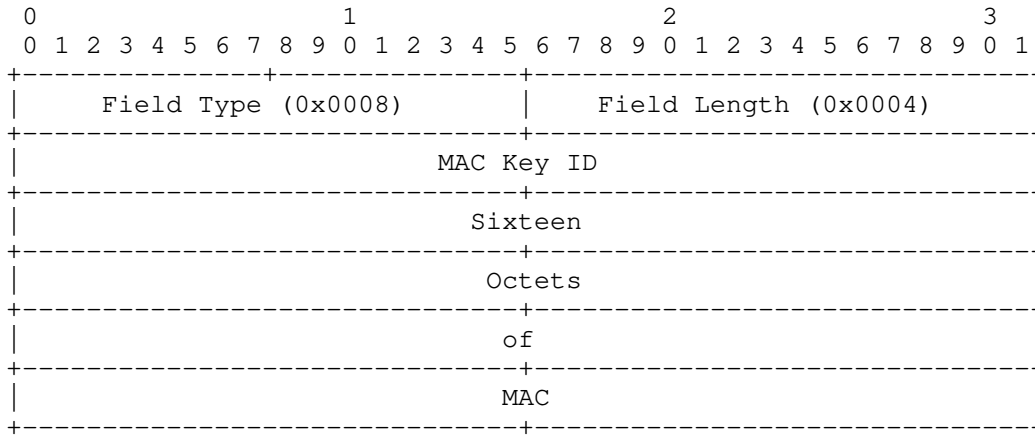 0 1 2 3
0 1 2 3 4 5 6 7 8 9 0 1 2 3 4 5 6 7 8 9 0 1 2 3 4 5 6 7 8 9 0 1
Field Type (0x0008) Field Length (0x0004)
MAC Key ID
Sixteen
Octets
of
MAC